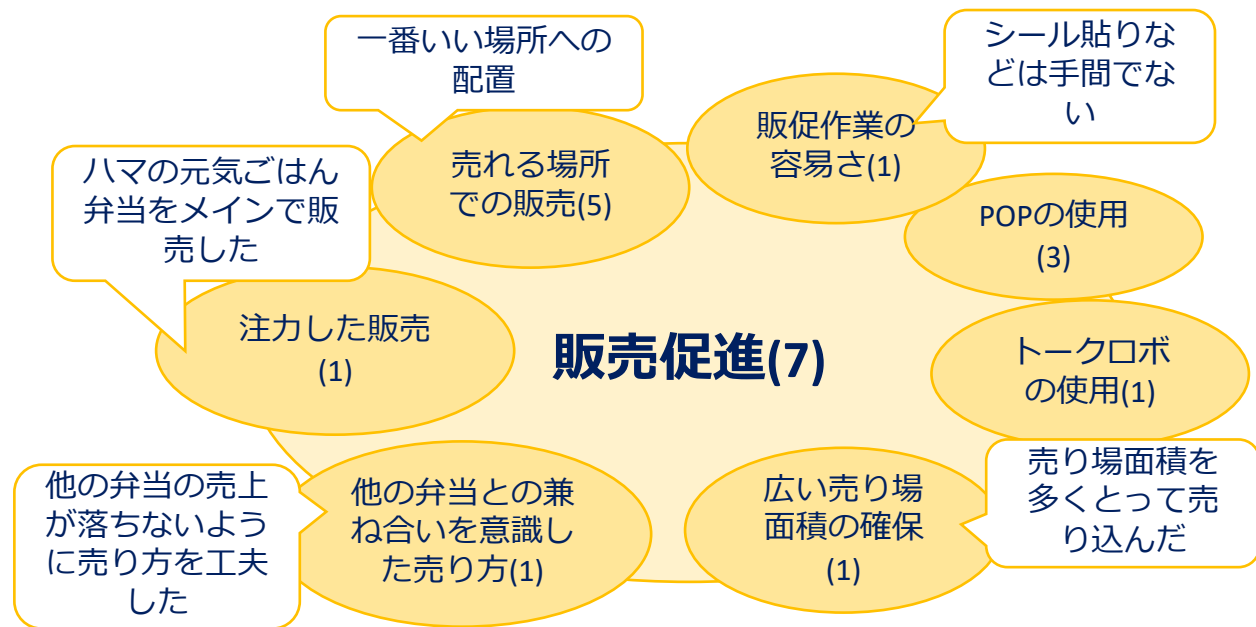 一番いい場所への
配置
シール貼りな
どは手間でな
い
売れる場所
での販売(5)
販促作業の
容易さ(1)
ハマの元気ごはん
弁当をメインで販
売した
POPの使用
(3)
注力した販売
(1)
販売促進(7)
トークロボ
の使用(1)
他の弁当の売上
が落ちないよう
に売り方を工夫
した
他の弁当との兼
ね合いを意識し
た売り方(1)
広い売り場
面積の確保
(1)
売り場面積を
多くとって売
り込んだ